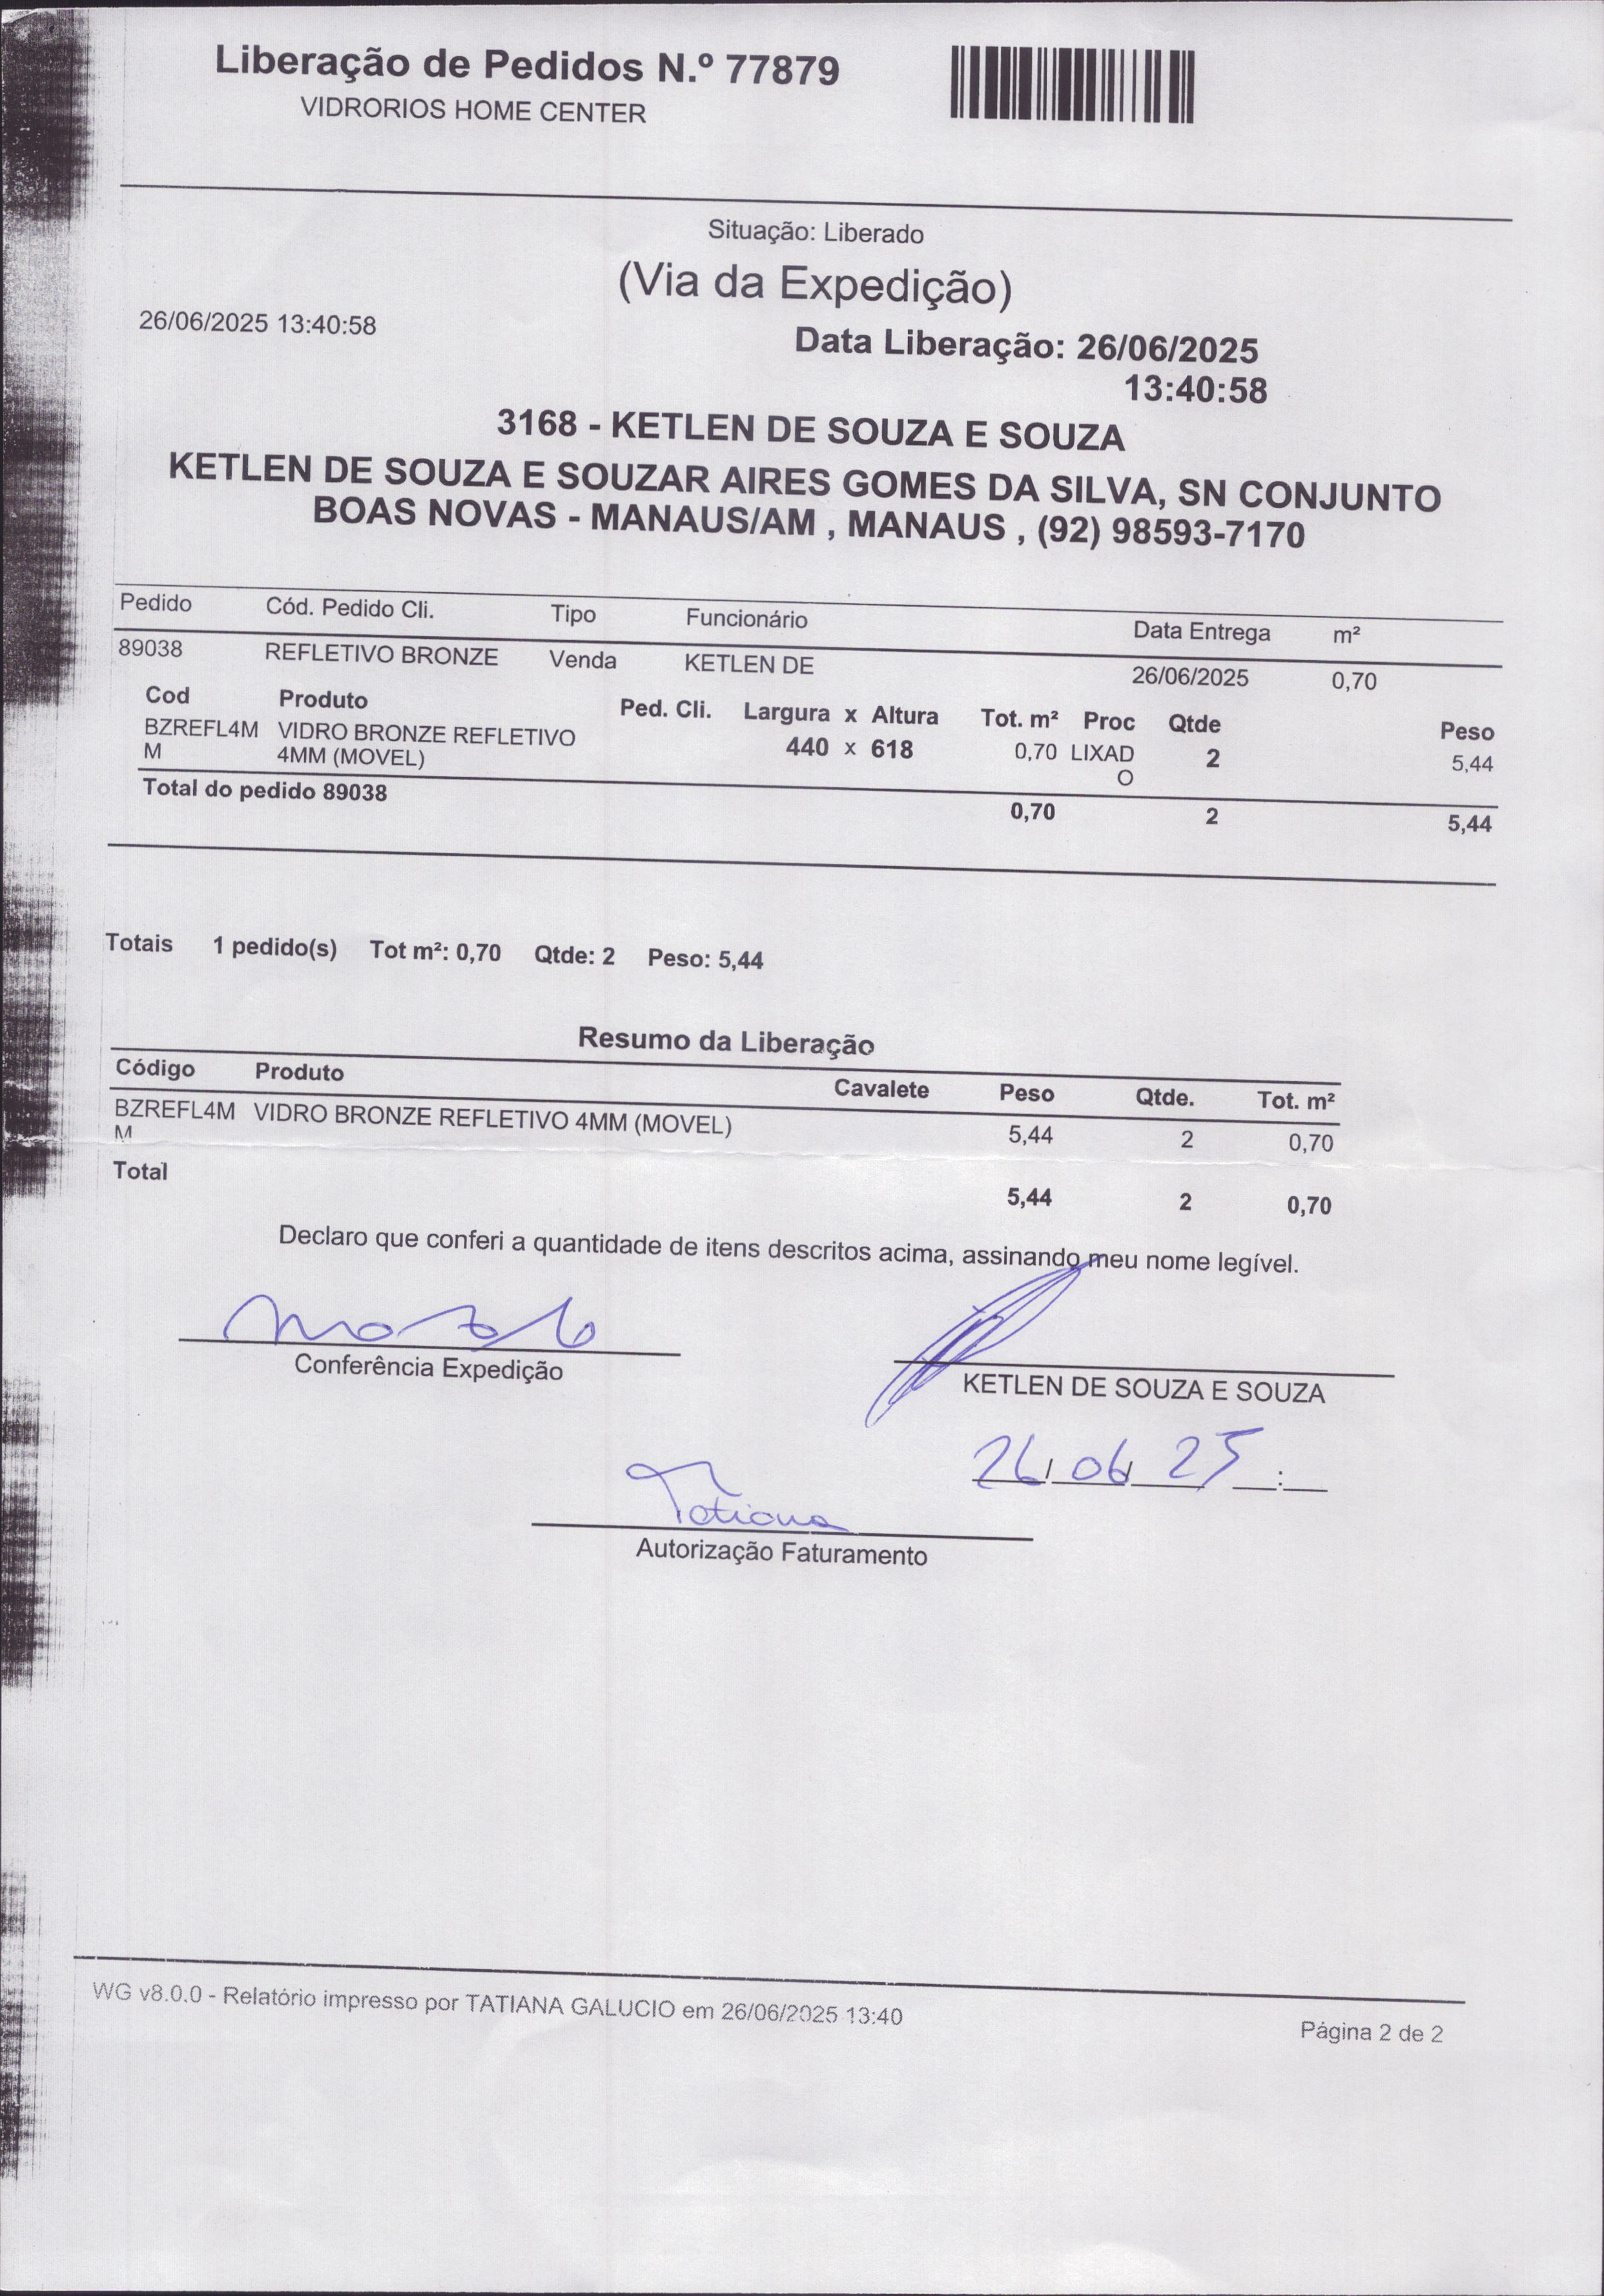 Liberação de Pedidos N.º 77879
VIDRORIOS HOME CENTER
Situação: Liberado
(Via da Expedição)
26/06/2025 13:40:58
Data Liberação: 26/06/2025
13:40:58
3168 - KETLEN DE SOUZA E SOUZA
KETLEN DE SOUZA E SOUZAR AIRES GOMES DA SILVA, SN CONJUNTO
BOAS NOVAS - MANAUS/AM , MANAUS , (92) 98593-7170
Pedido Cód. Pedido Cli. Tipo Funcionário Data Entrega m²
89038 REFLETIVO BRONZE Venda KETLEN DE 26/06/2025 0,70
Cod Produto Ped. Cli. Largura x Altura Tot. m² Proc Qtde Peso
BZREFL4M VIDRO BRONZE REFLETIVO 440 x 618 0,70 LIXAD 2 5,44
M 4MM (MOVEL) O
Total do pedido 89038 0,70 2 5,44
Totais 1 pedido(s) Tot m²: 0,70 Qtde: 2 Peso: 5,44
Resumo da Liberação
Código Produto Cavalete Peso Qtde. Tot. m²
BZREFL4M VIDRO BRONZE REFLETIVO 4MM (MOVEL) 5,44 2 0,70
M
Total 5,44 2 0,70
Declaro que conferi a quantidade de itens descritos acima, assinando meu nome legível.
Conferência Expedição
KETLEN DE SOUZA E SOUZA
26/06/25 :
Tatiana
Autorização Faturamento
WG v8.0.0 - Relatório impresso por TATIANA GALUCIO em 26/06/2025 13:40
Página 2 de 2